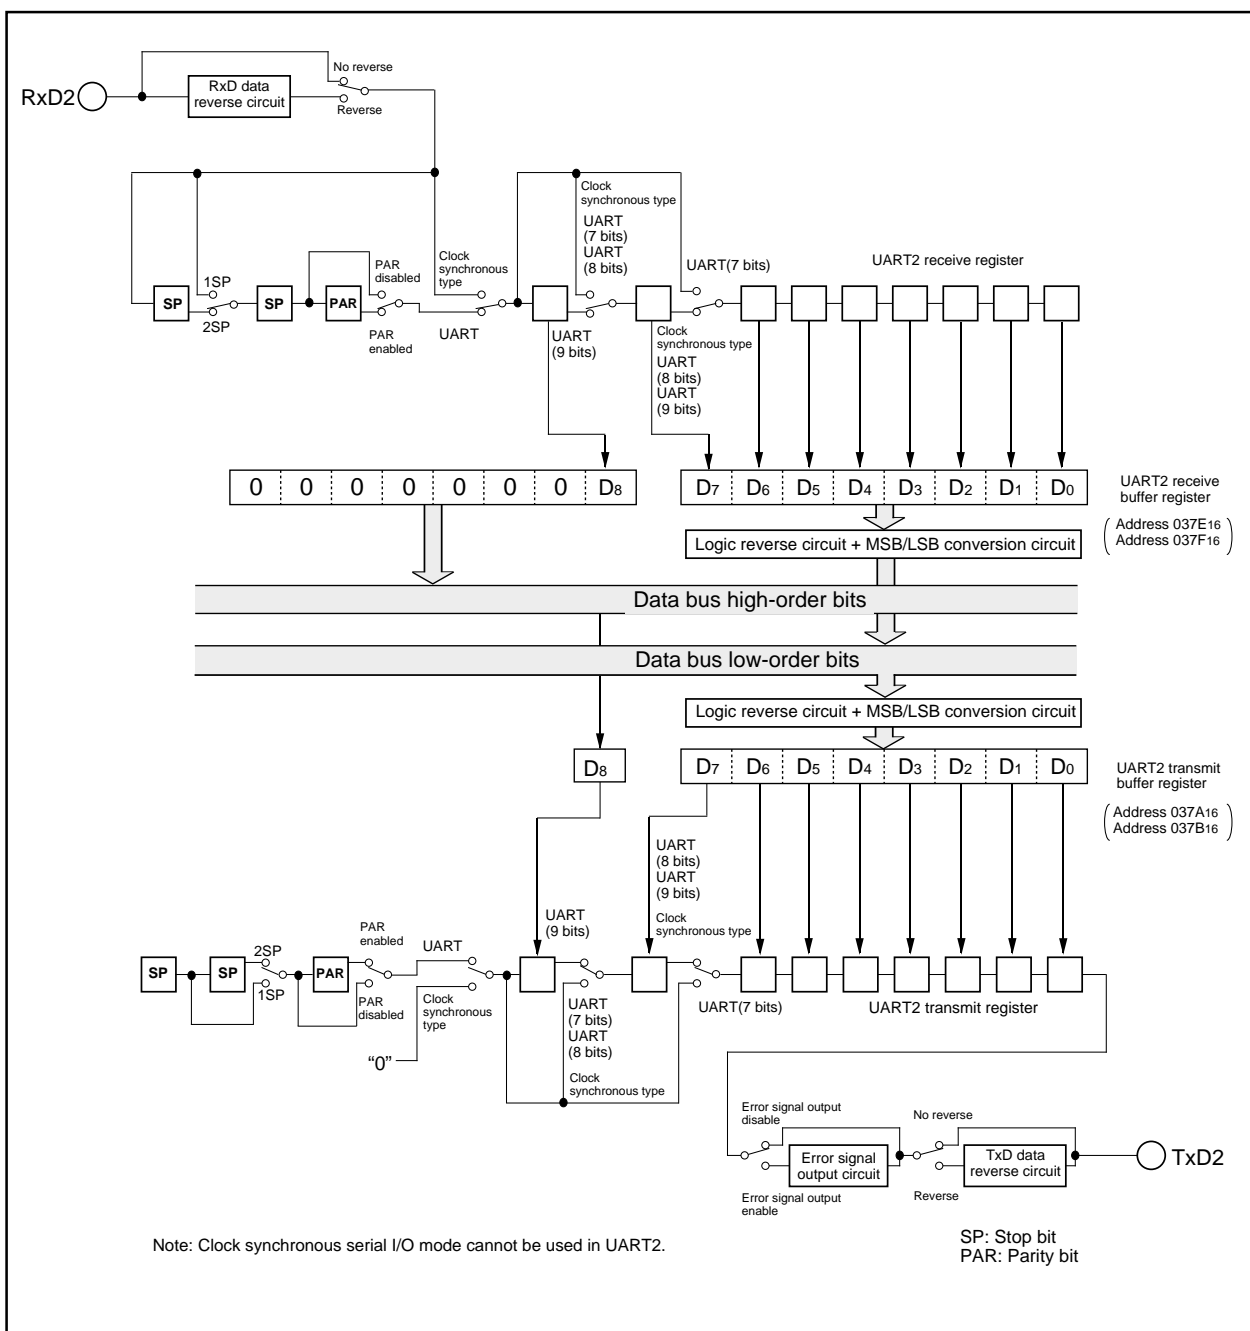 No reverse
RxD2
RxD data
reverse circuit
Reverse
Clock
synchronous type
UART
(7 bits)
UART
(8 bits)
UART(7 bits)
UART2 receive register
PAR
disabled
Clock
synchronous
type
1SP
SP
SP
PAR
2SP
PAR
enabled
UART
UART
(9 bits)
Clock
synchronous type
UART
(8 bits)
UART
(9 bits)
0 0 0 0 0 0 0 D8
D7 D6 D5 D4 D3 D2 D1 D0
UART2 receive
buffer register
Address 037E16
Address 037F16
Logic reverse circuit + MSB/LSB conversion circuit
Data bus high-order bits
Data bus low-order bits
Logic reverse circuit + MSB/LSB conversion circuit
D8
D7 D6 D5 D4 D3 D2 D1 D0
UART2 transmit
buffer register
Address 037A16
Address 037B16
UART
(8 bits)
UART
(9 bits)
Clock
synchronous type
UART
(9 bits)
PAR
enabled
UART
2SP
SP
SP
PAR
1SP
PAR
disabled
Clock
synchronous
type
“0”
UART
(7 bits)
UART
(8 bits)
Clock
synchronous type
UART(7 bits)
UART2 transmit register
Error signal output
disable
No reverse
Error signal
output circuit
TxD data
reverse circuit
TxD2
Error signal output
enable
Reverse
Note: Clock synchronous serial I/O mode cannot be used in UART2.
SP: Stop bit
PAR: Parity bit